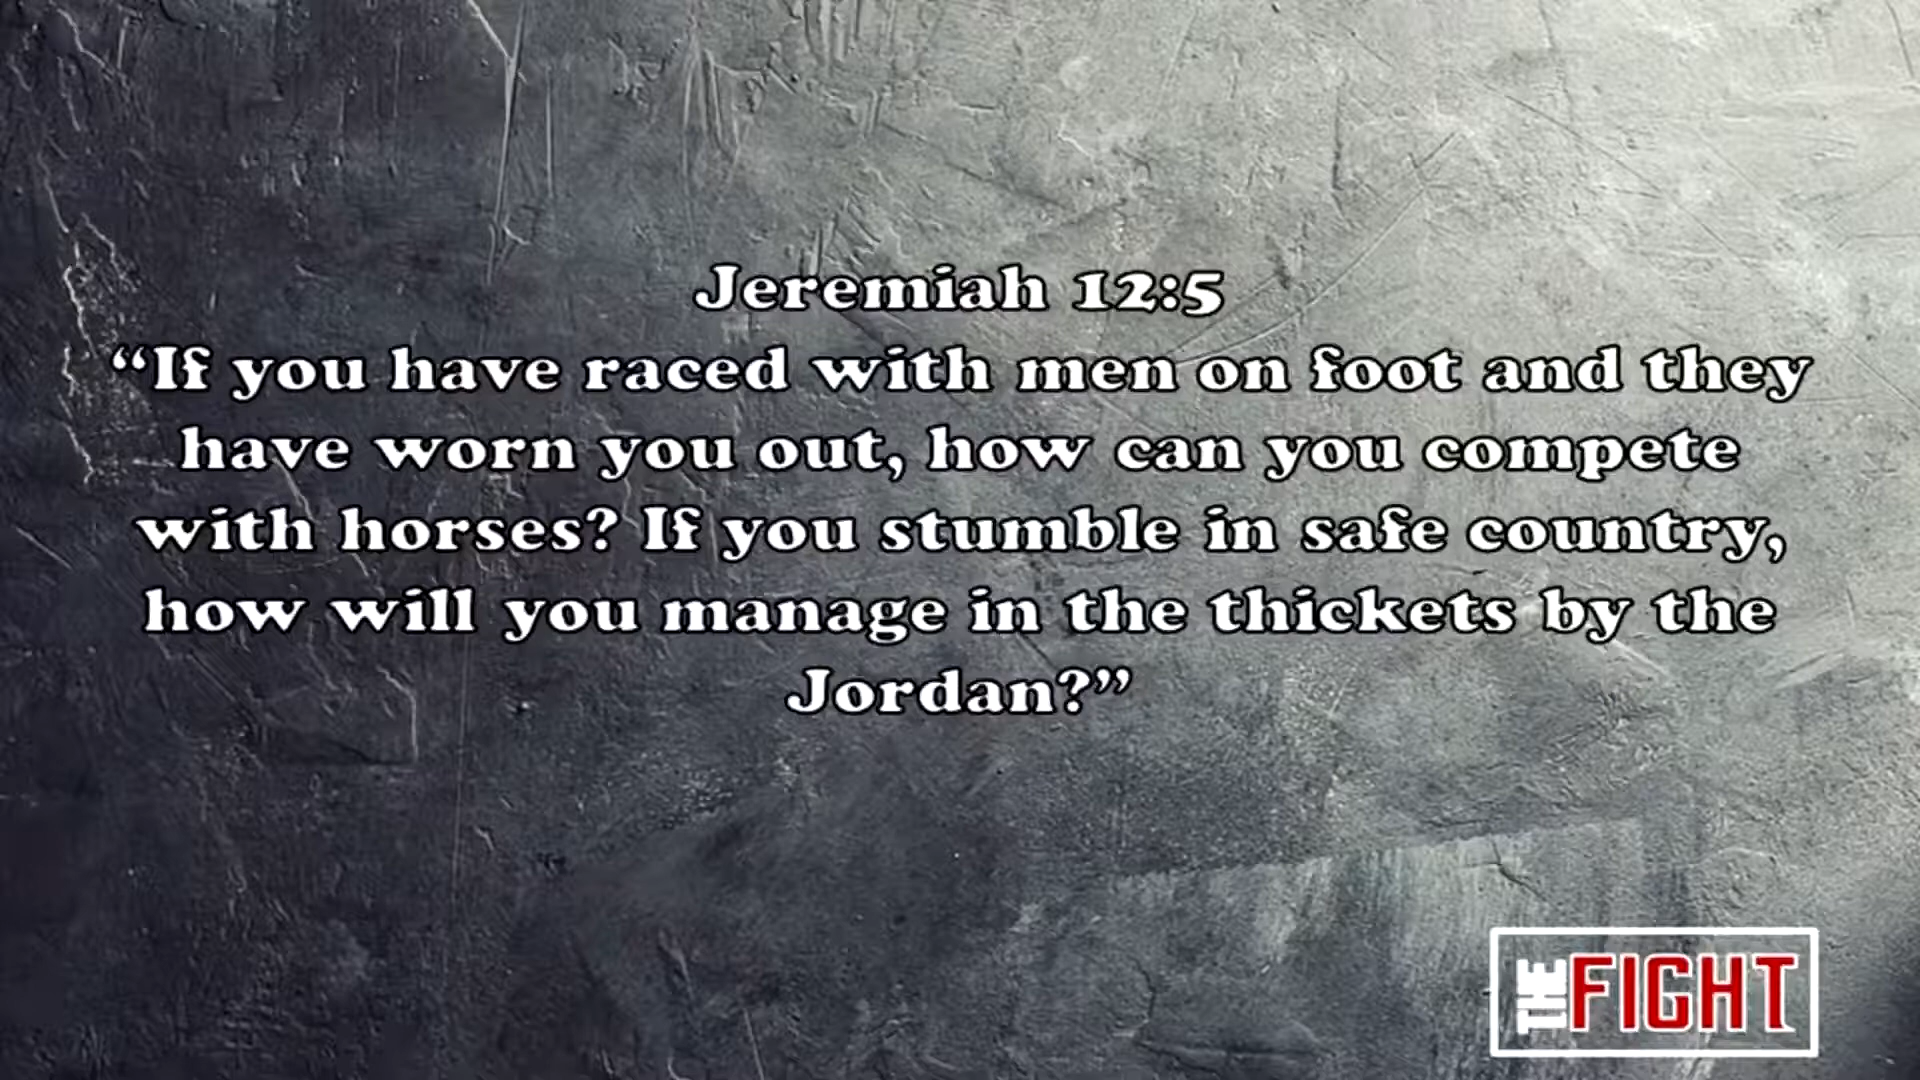 Jeremiah 12:5
“If you have raced with men on foot and they
have worn you out, how can you compete
with horses? If you stumble in safe country,
how will you manage in the thickets by the
Jordan?”
THE FIGHT